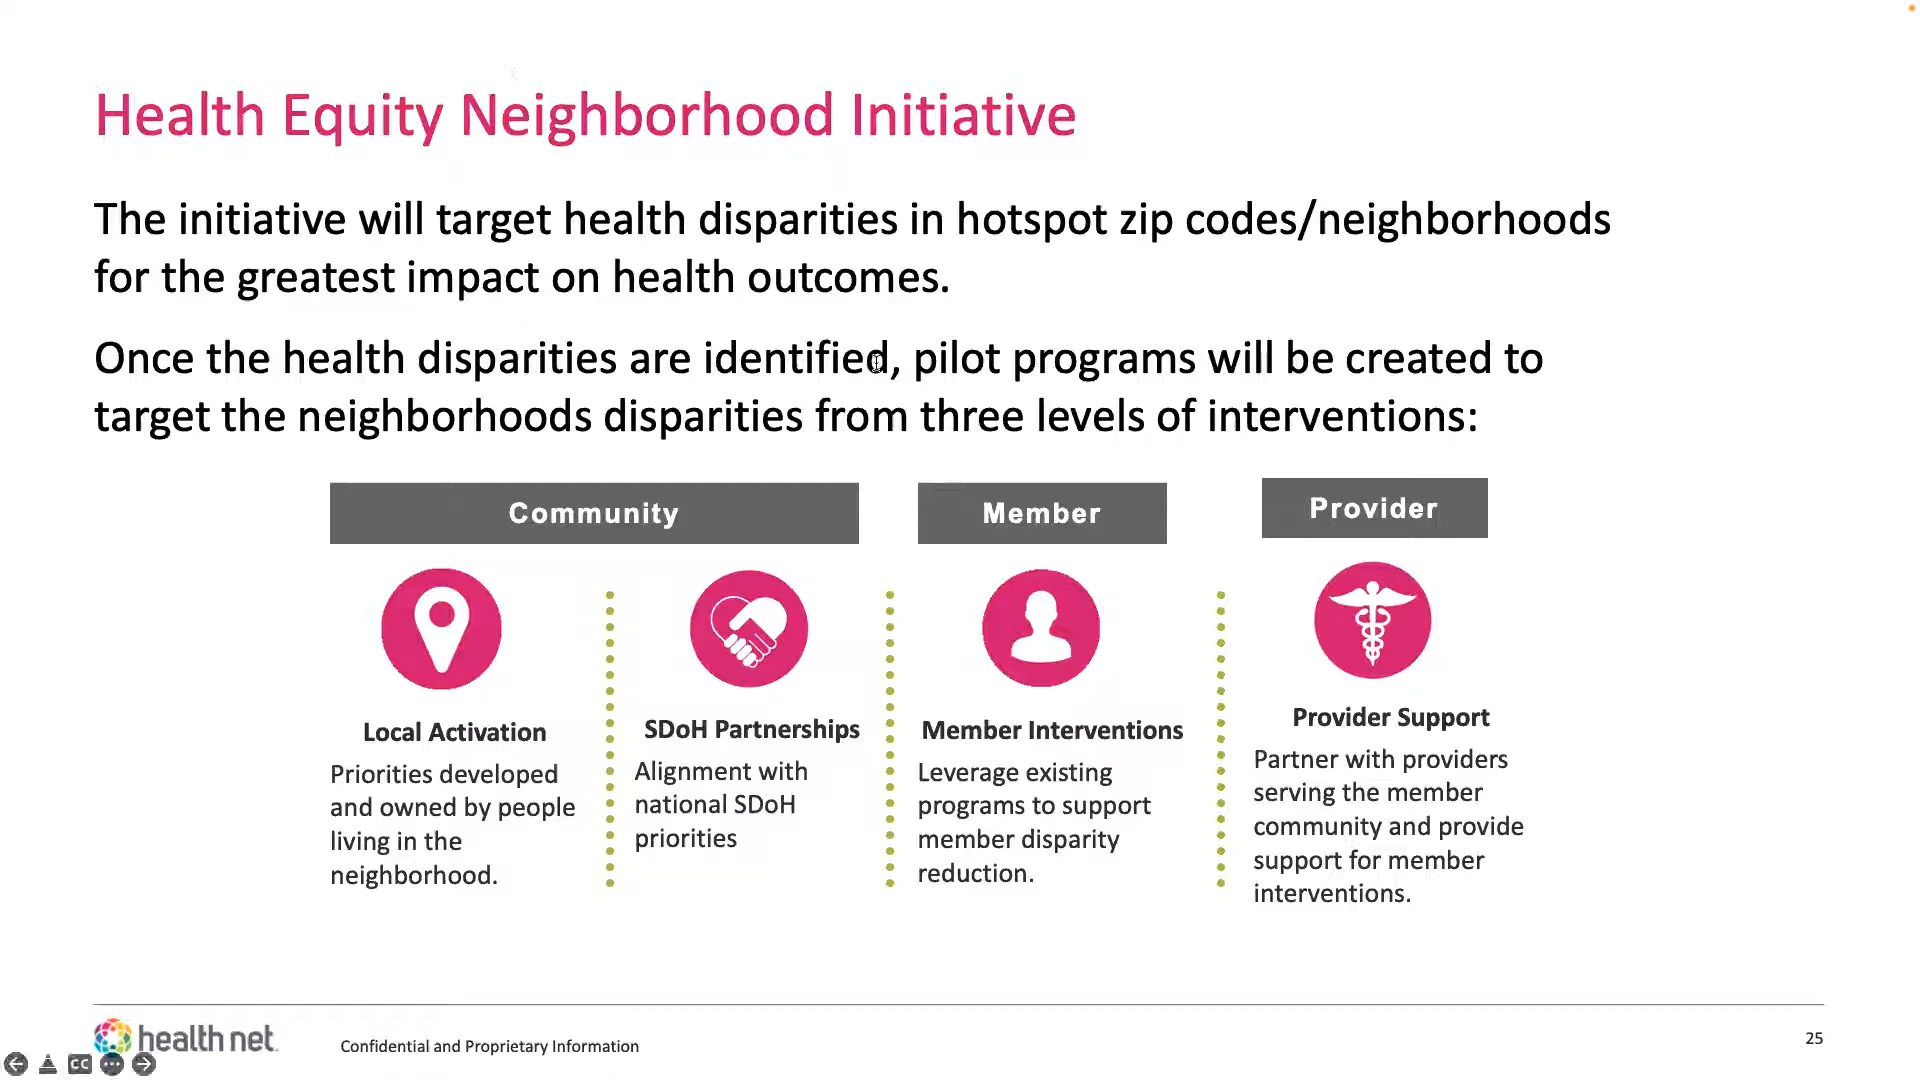 Health Equity Neighborhood Initiative
The initiative will target health disparities in hotspot zip codes/neighborhoods
for the greatest impact on health outcomes.
Once the health disparities are identified, pilot programs will be created to
target the neighborhoods disparities from three levels of interventions:
Community
Local Activation
Priorities developed
and owned by people
living in the
neighborhood.
SDoH Partnerships
Alignment with
national SDoH
priorities
Member
Member Interventions
Leverage existing
programs to support
member disparity
reduction.
Provider
Provider Support
Partner with providers
serving the member
community and provide
support for member
interventions.
health net.
Confidential and Proprietary Information
25
CC